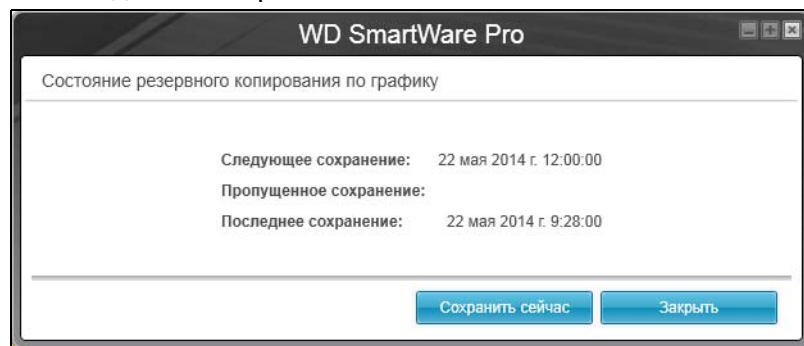 WD SmartWare Pro
Состояние резервного копирования по графику
Следующее сохранение: 22 мая 2014 г. 12:00:00
Пропущенное сохранение:
Последнее сохранение: 22 мая 2014 г. 9:28:00
Сохранить сейчас Закрыть